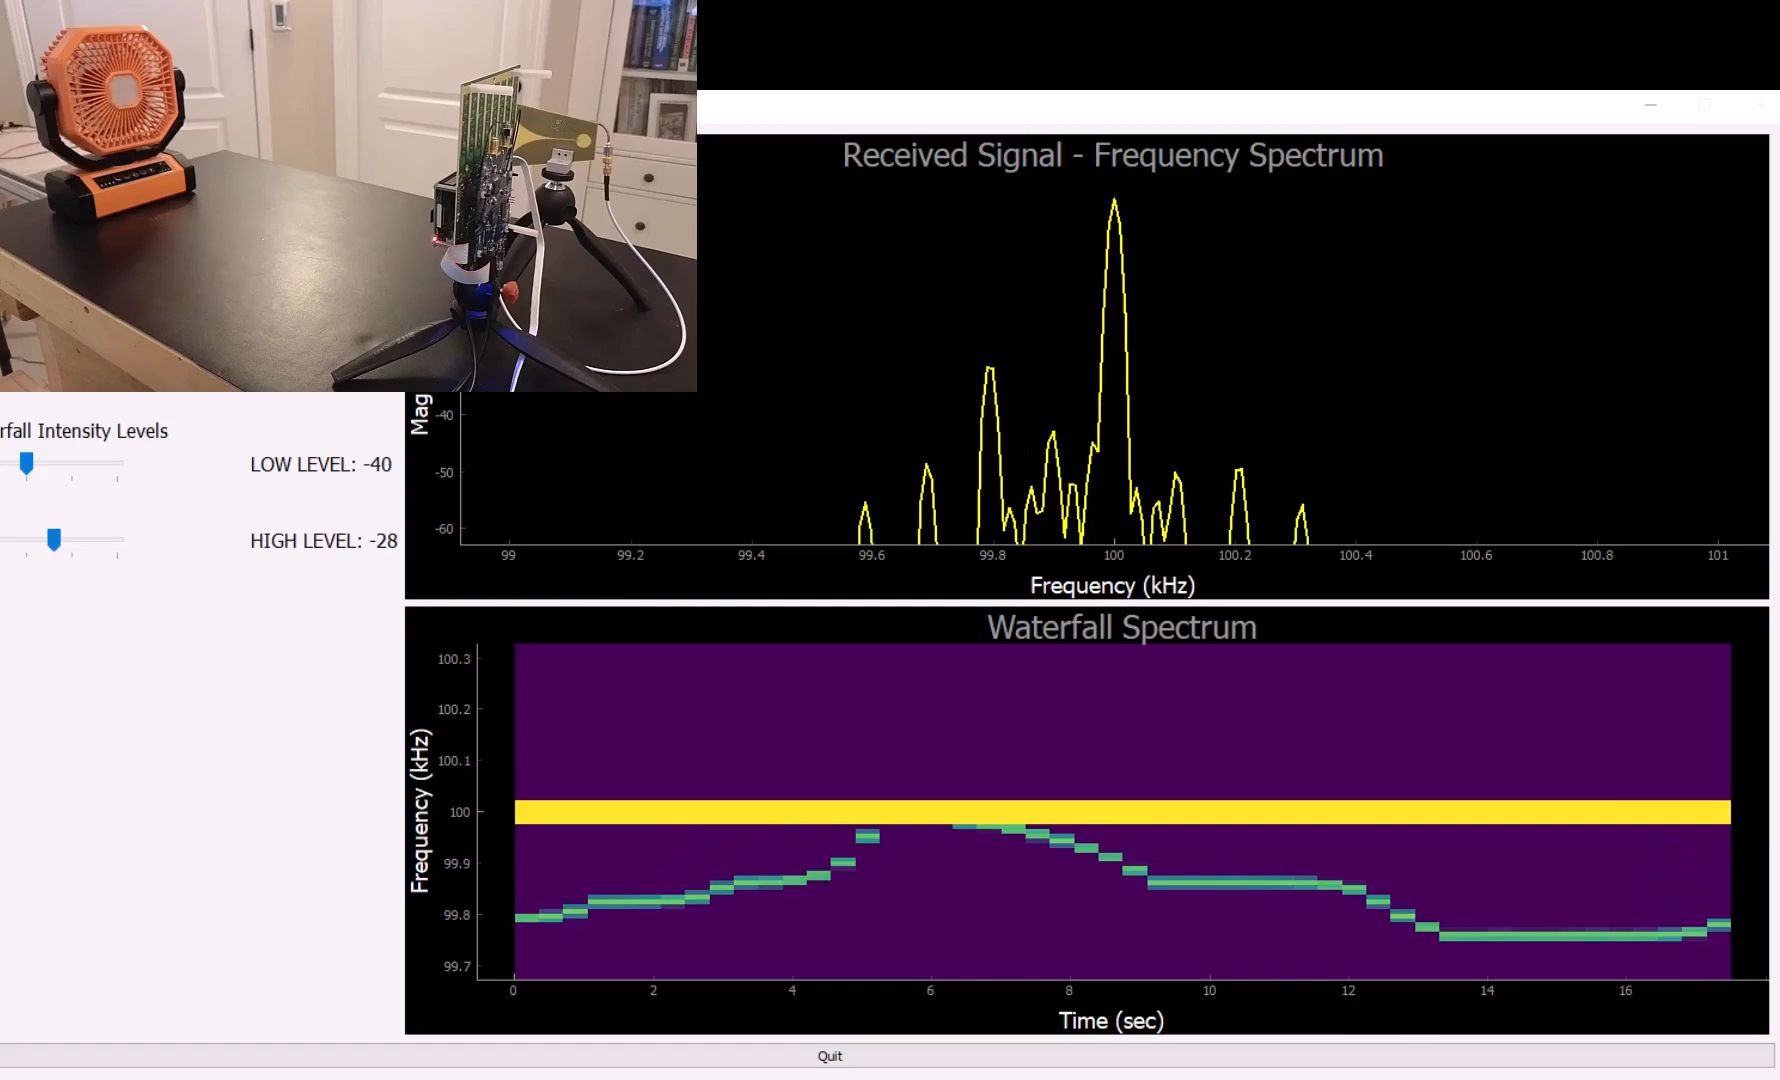 Received Signal - Frequency Spectrum
Mag
-40
-50
-60
99 99.2 99.4 99.6 99.8 100 100.2 100.4 100.6 100.8 101
Frequency (kHz)
rfall Intensity Levels
LOW LEVEL: -40
HIGH LEVEL: -28
Waterfall Spectrum
Frequency (kHz)
100.3
100.2
100.1
100
99.9
99.8
99.7
0 2 4 6 8 10 12 14 16
Time (sec)
Quit